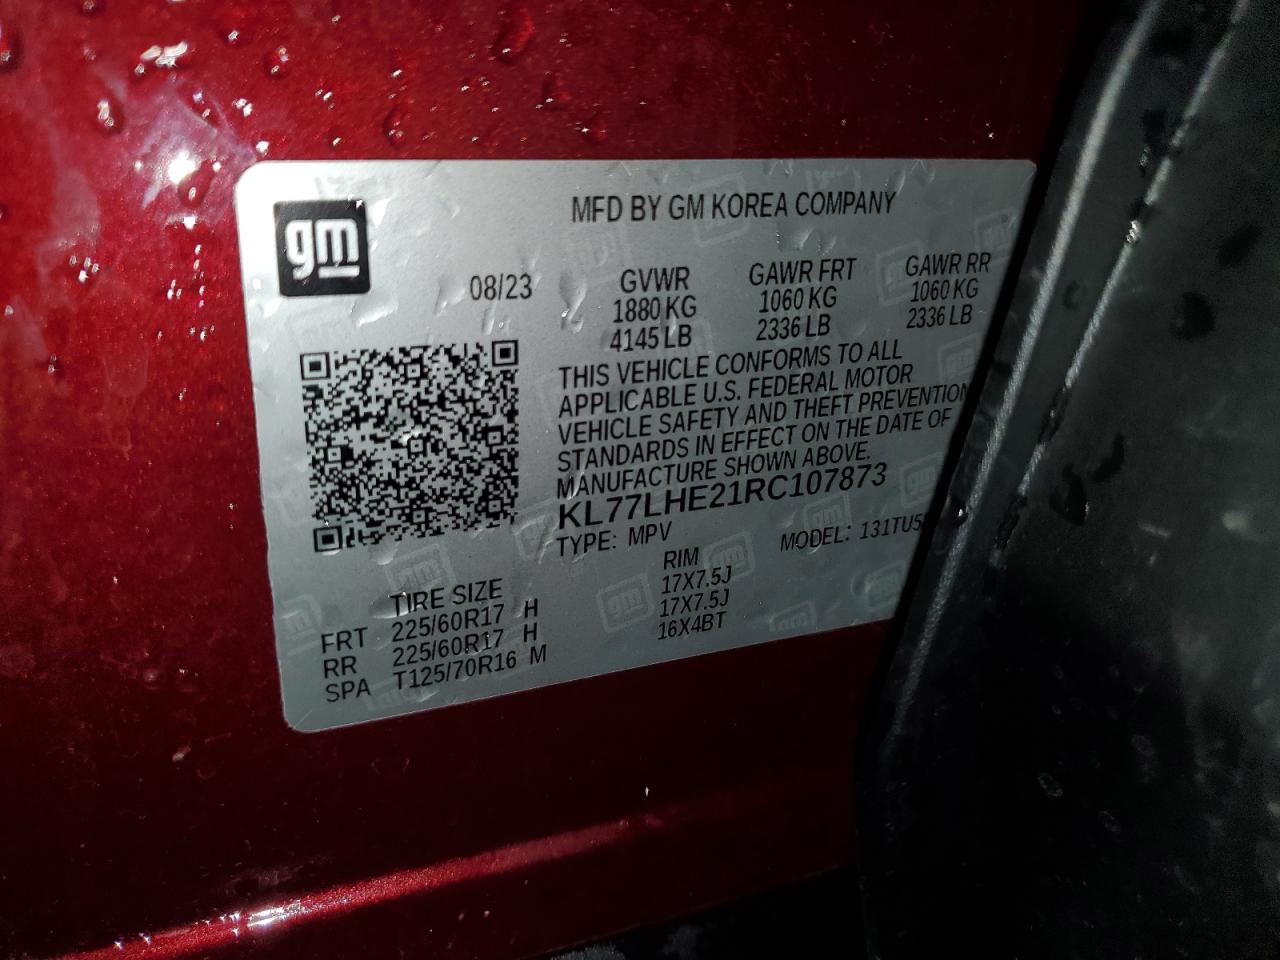 gm
MFD BY GM KOREA COMPANY
08/23
GVWR GAWR FRT GAWR RR
1880 KG 1060 KG 1060 KG
4145 LB 2336 LB 2336 LB
THIS VEHICLE CONFORMS TO ALL
APPLICABLE U.S. FEDERAL MOTOR
VEHICLE SAFETY AND THEFT PREVENTION
STANDARDS IN EFFECT ON THE DATE OF
MANUFACTURE SHOWN ABOVE.
KL77LHE21RC107873
TYPE: MPV MODEL:
TIRE SIZE RIM
FRT 225/60R17 H 17X7.5J
RR 225/60R17 H 17X7.5J
SPA T125/70R16 M 16X4BT